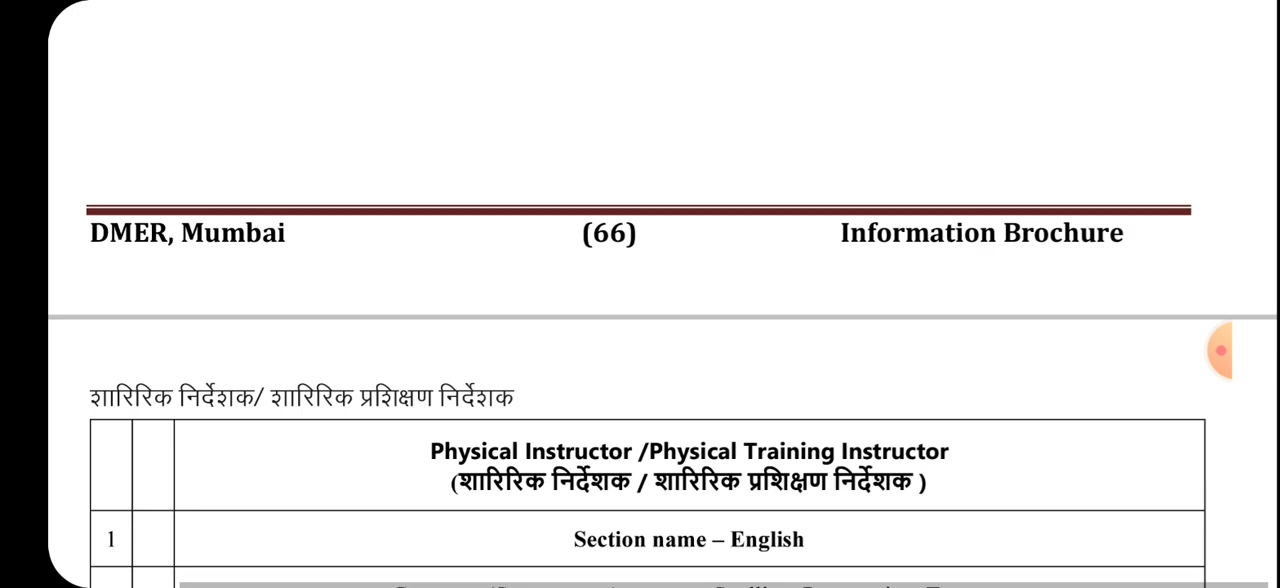 DMER, Mumbai (66) Information Brochure
शारिरिक निर्देशक/ शारिरिक प्रशिक्षण निर्देशक
Physical Instructor /Physical Training Instructor
(शारिरिक निर्देशक / शारिरिक प्रशिक्षण निर्देशक )
1 Section name – English